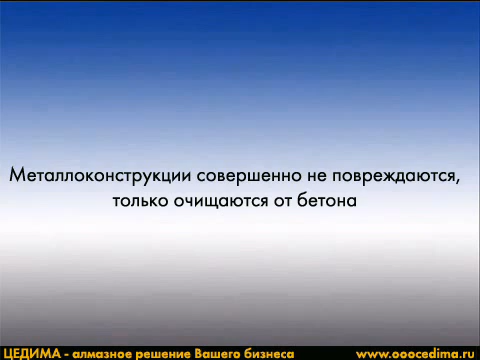 Металлоконструкции совершенно не повреждаются,
только очищаются от бетона
ЦЕДИМА - алмазное решение Вашего бизнеса www.ooocedima.ru